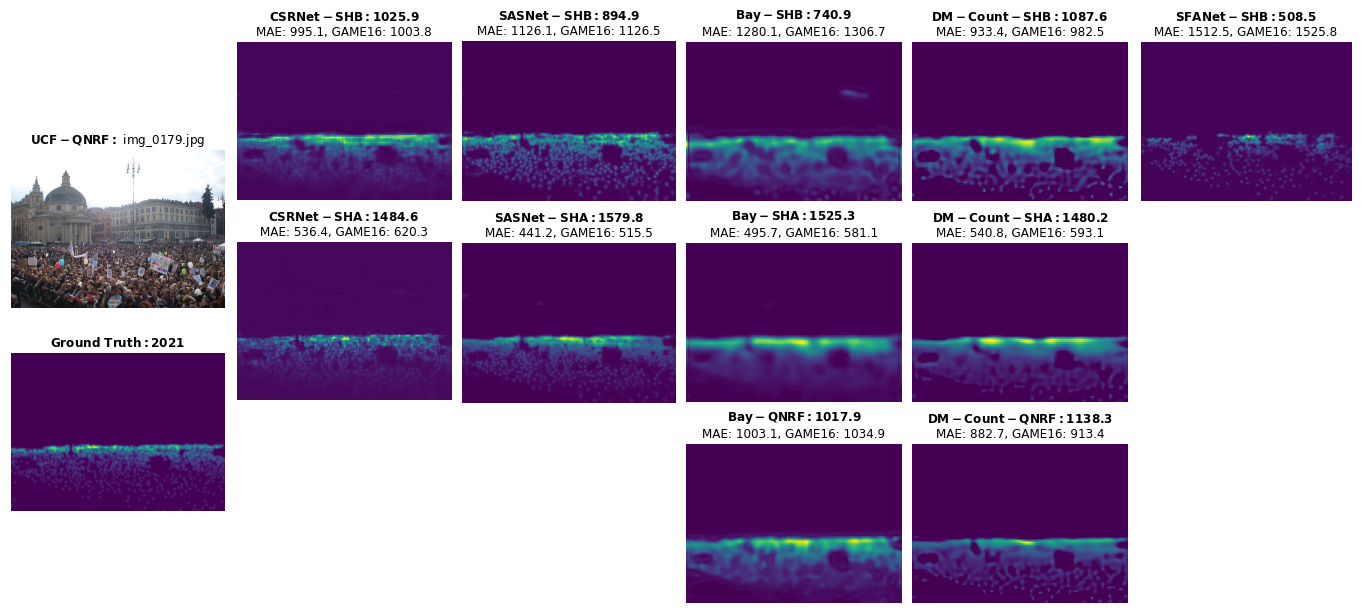 CSRNet−SHB: 1025.9
MAE: 995.1, GAME16: 1003.8
SASNet−SHB: 894.9
MAE: 1126.1, GAME16: 1126.5
Bay−SHB: 740.9
MAE: 1280.1, GAME16: 1306.7
DM−Count−SHB: 1087.6
MAE: 933.4, GAME16: 982.5
SFANet−SHB: 508.5
MAE: 1512.5, GAME16: 1525.8
UCF−QNRF: img_0179.jpg
CSRNet−SHA: 1484.6
MAE: 536.4, GAME16: 620.3
SASNet−SHA: 1579.8
MAE: 441.2, GAME16: 515.5
Bay−SHA: 1525.3
MAE: 495.7, GAME16: 581.1
DM−Count−SHA: 1480.2
MAE: 540.8, GAME16: 593.1
Ground Truth: 2021
Bay−QNRF: 1017.9
MAE: 1003.1, GAME16: 1034.9
DM−Count−QNRF: 1138.3
MAE: 882.7, GAME16: 913.4